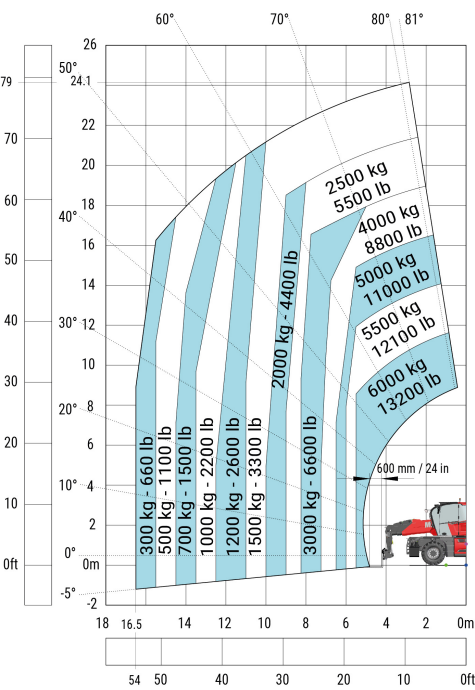 60°
70°
80°
81°
26
50°
79
24.1
70
22
20
2500 kg
5500 lb
60
18
40°
4000 kg
8800 lb
16
50
5000 kg
11000 lb
14
40
30°
12
5500 kg
12100 lb
10
30
6000 kg
13200 lb
20°
8
20
6
600 mm / 24 in
10°
4
10
2
0°
0ft
0m
-5°
-2
300 kg - 660 lb
500 kg - 1100 lb
700 kg - 1500 lb
1000 kg - 2200 lb
1200 kg - 2600 lb
1500 kg - 3300 lb
2000 kg - 4400 lb
3000 kg - 6600 lb
18 16.5 14 12 10 8 6 4 2 0m
54 50 40 30 20 10 0ft